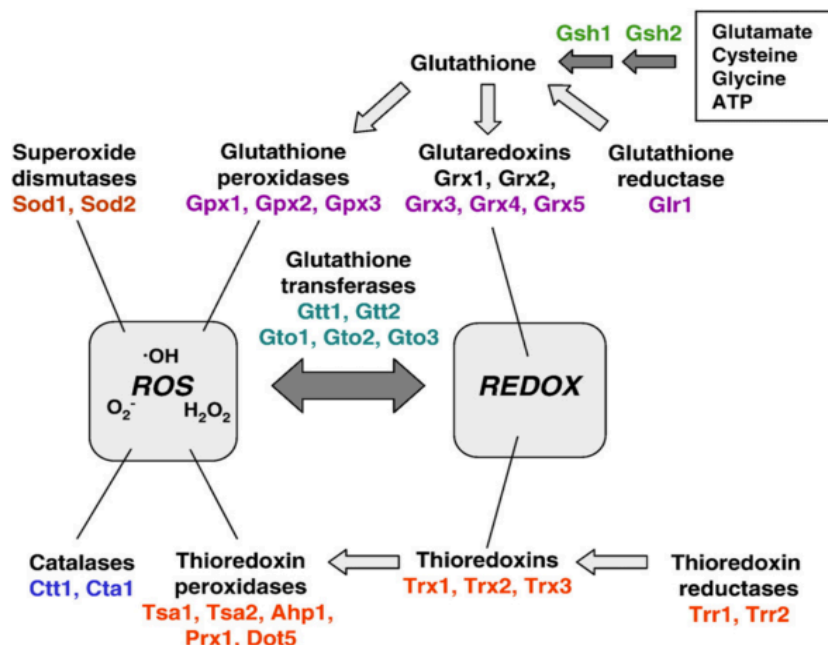 Gsh1 Gsh2
Glutamate
Cysteine
Glycine
ATP
Glutathione
Superoxide
dismutases
Sod1, Sod2
Glutathione
peroxidases
Gpx1, Gpx2, Gpx3
Glutaredoxins
Grx1, Grx2,
Grx3, Grx4, Grx5
Glutathione
reductase
Glr1
Glutathione
transferases
Gtt1, Gtt2
Gto1, Gto2, Gto3
·OH
ROS
O₂⁻ H₂O₂
REDOX
Catalases
Ctt1, Cta1
Thioredoxin
peroxidases
Tsa1, Tsa2, Ahp1,
Prx1, Dot5
Thioredoxins
Trx1, Trx2, Trx3
Thioredoxin
reductases
Trr1, Trr2